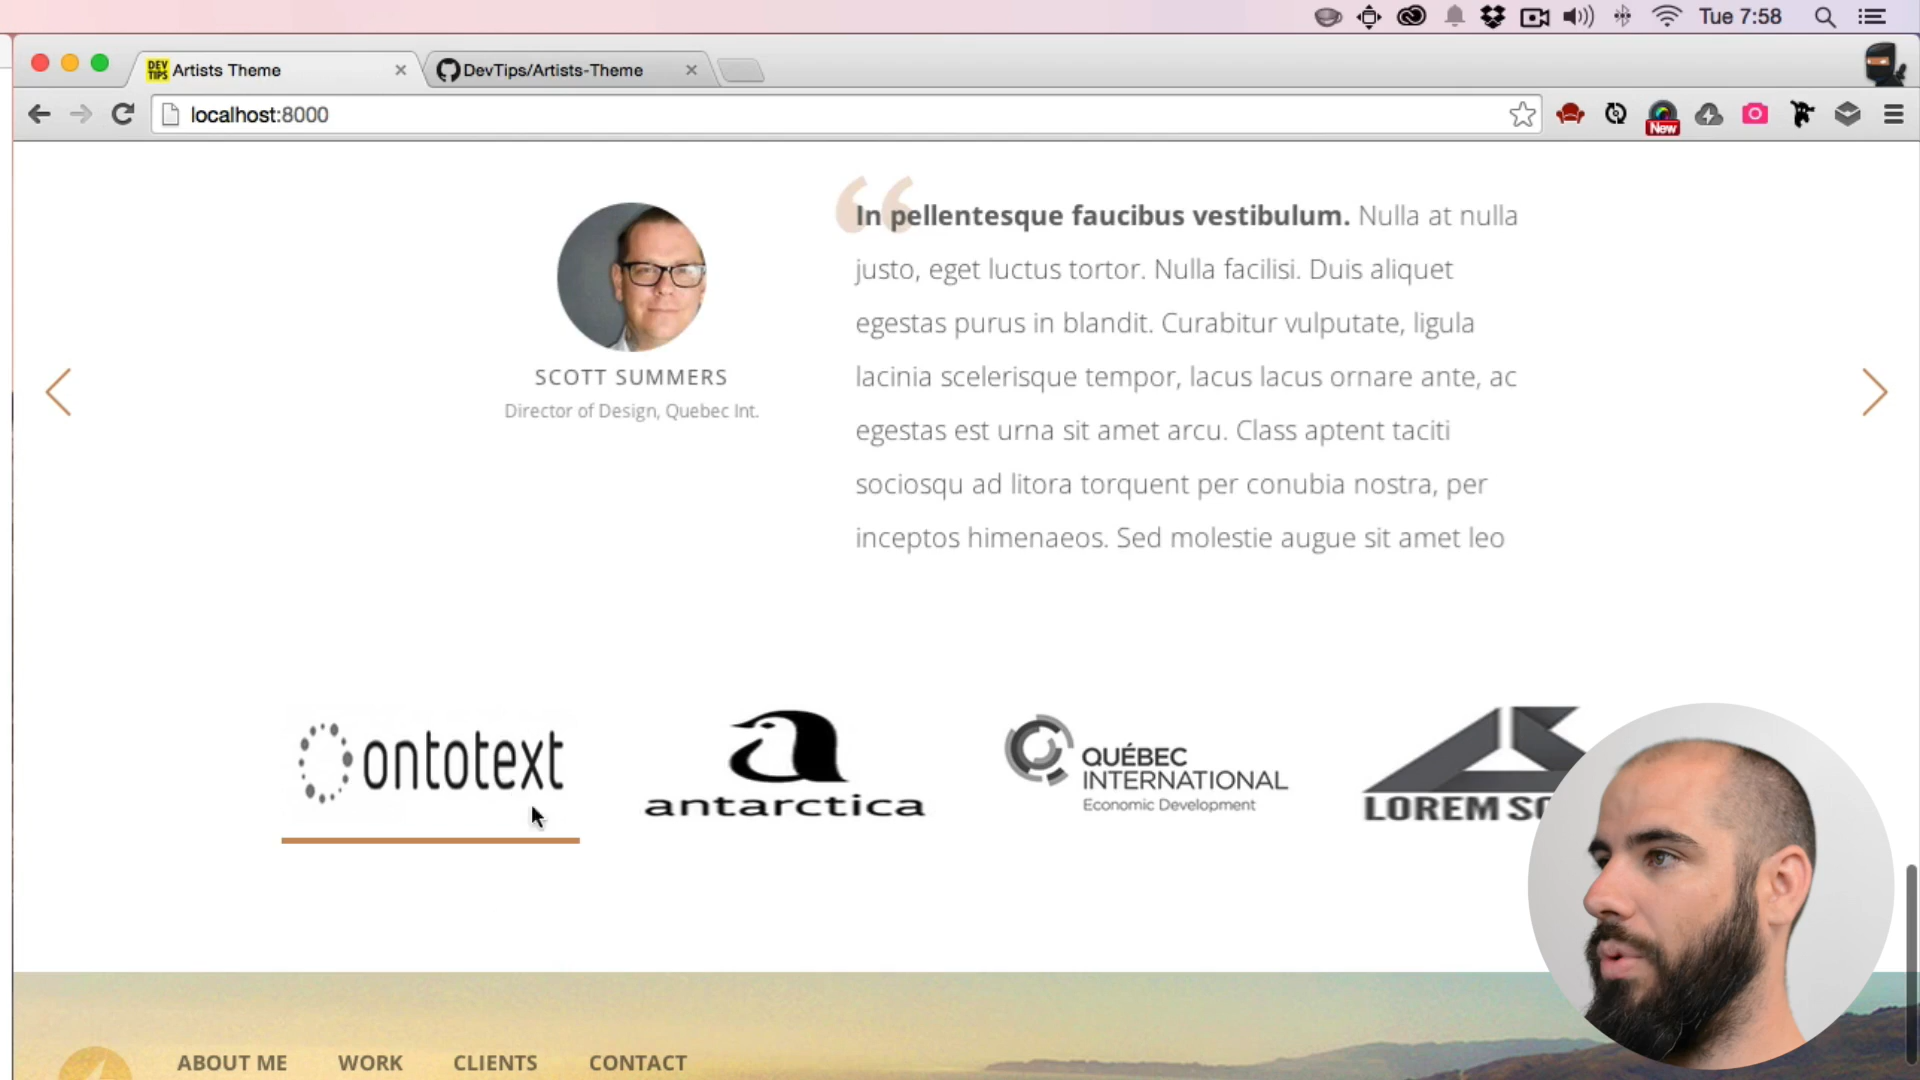 Tue 7:58
DEV TIPS Artists Theme
DevTips/Artists-Theme
localhost:8000
New
In pellentesque faucibus vestibulum. Nulla at nulla
justo, eget luctus tortor. Nulla facilisi. Duis aliquet
egestas purus in blandit. Curabitur vulputate, ligula
lacinia scelerisque tempor, lacus lacus ornare ante, ac
egestas est urna sit amet arcu. Class aptent taciti
sociosqu ad litora torquent per conubia nostra, per
inceptos himenaeos. Sed molestie augue sit amet leo
SCOTT SUMMERS
Director of Design, Quebec Int.
ontotext
antarctica
QUÉBEC
INTERNATIONAL
Economic Development
LOREM
ABOUT ME WORK CLIENTS CONTACT